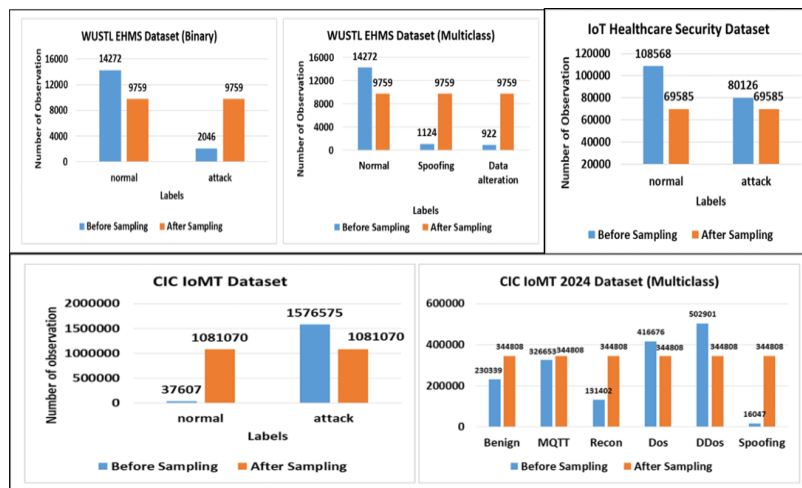 WUSTL EHMS Dataset (Binary)
Number of Observation
16000
12000
8000
4000
0
14272
9759
2046
9759
normal attack
Labels
Before Sampling After Sampling
WUSTL EHMS Dataset (Multiclass)
Number of Observation
16000
12000
8000
4000
0
14272
9759
1124
9759
922
9759
Normal Spoofing Data
alteration
Labels
Before Sampling After Sampling
IoT Healthcare Security Dataset
Number of Observation
120000
100000
80000
60000
40000
20000
108568
69585
80126
69585
normal attack
Labels
Before Sampling After Sampling
CIC IoMT Dataset
Number of observation
2000000
1500000
1000000
500000
0
37607
1081070
1576575
1081070
normal attack
Labels
Before Sampling After Sampling
CIC IoMT 2024 Dataset (Multiclass)
600000
400000
200000
0
230339
344808
326653
344808
131402
344808
416676
344808
502901
344808
16047
344808
Benign MQTT Recon Dos DDos Spoofing
Before Sampling After Sampling